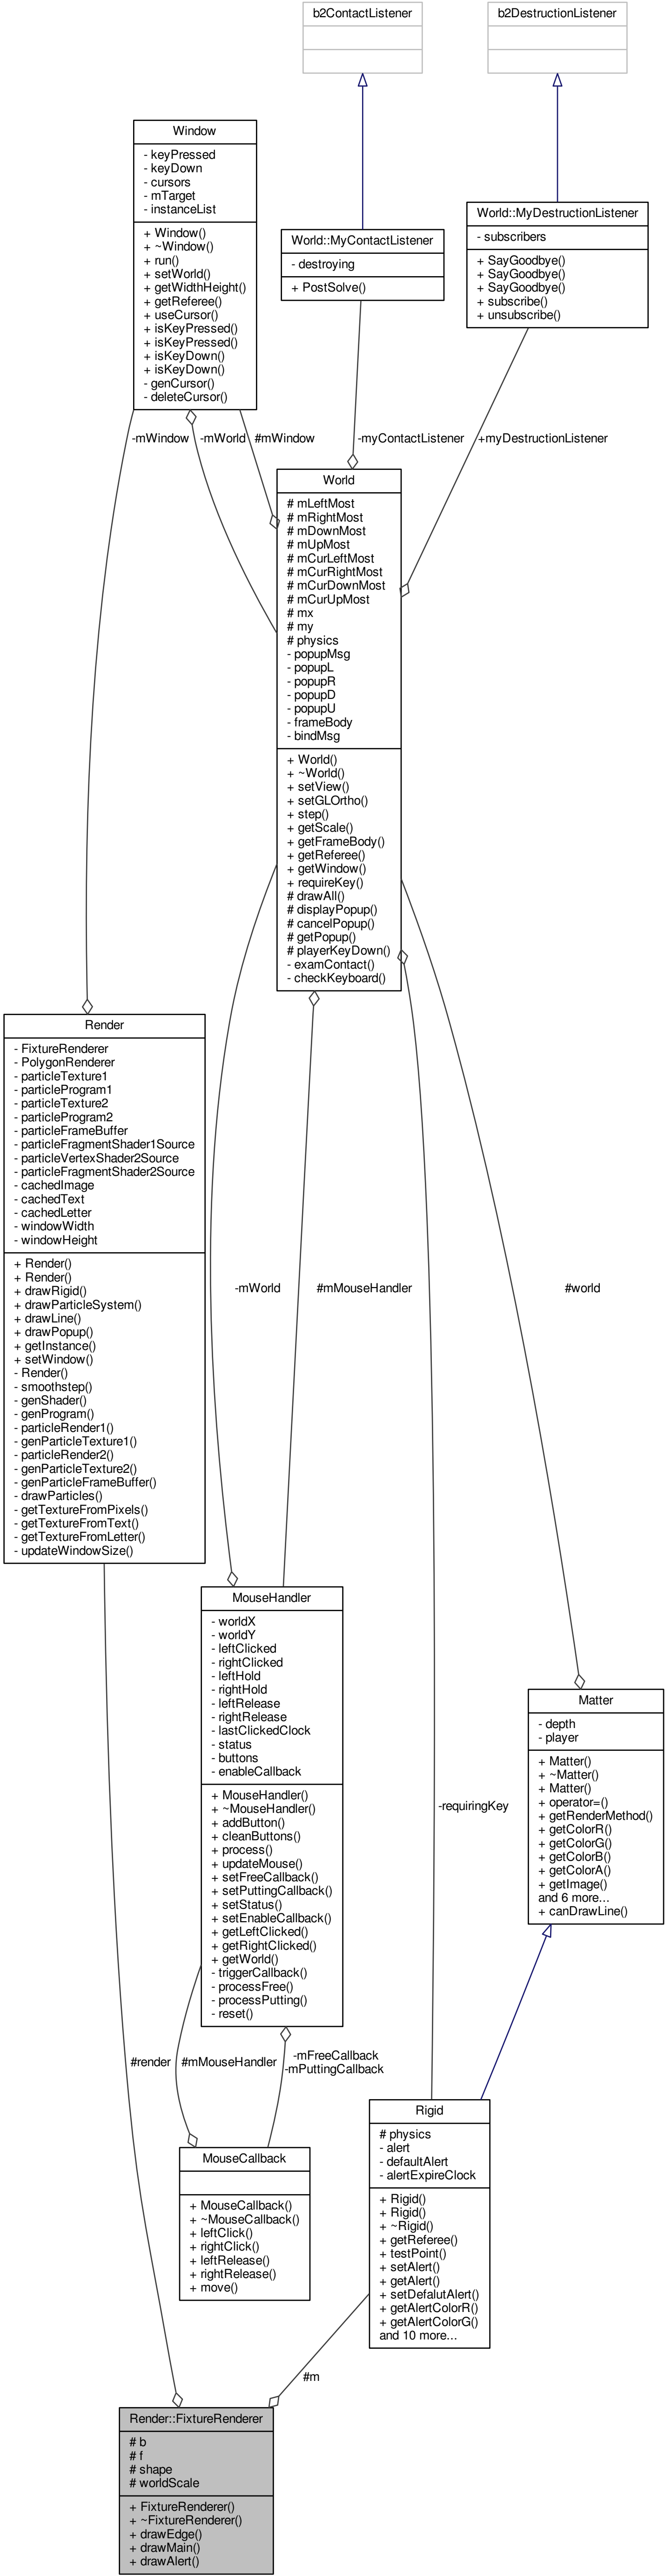 b2ContactListener
b2DestructionListener
Window
- keyPressed
- keyDown
- cursors
- mTarget
- instanceList
+ Window()
+ ~Window()
+ run()
+ setWorld()
+ getWidthHeight()
+ getReferee()
+ useCursor()
+ isKeyPressed()
+ isKeyPressed()
+ isKeyDown()
+ isKeyDown()
- genCursor()
- deleteCursor()
World::MyContactListener
- destroying
+ PostSolve()
World::MyDestructionListener
- subscribers
+ SayGoodbye()
+ SayGoodbye()
+ SayGoodbye()
+ subscribe()
+ unsubscribe()
-mWindow
-mWorld
#mWindow
-myContactListener
+myDestructionListener
World
# mLeftMost
# mRightMost
# mDownMost
# mUpMost
# mCurLeftMost
# mCurRightMost
# mCurDownMost
# mCurUpMost
# mx
# my
# physics
- popupMsg
- popupL
- popupR
- popupD
- popupU
- frameBody
- bindMsg
+ World()
+ ~World()
+ setView()
+ setGLOrtho()
+ step()
+ getScale()
+ getFrameBody()
+ getReferee()
+ getWindow()
+ requireKey()
# drawAll()
# displayPopup()
# cancelPopup()
# getPopup()
# playerKeyDown()
- examContact()
- checkKeyboard()
Render
- FixtureRenderer
- PolygonRenderer
- particleTexture1
- particleProgram1
- particleTexture2
- particleProgram2
- particleFrameBuffer
- particleFragmentShader1Source
- particleVertexShader2Source
- particleFragmentShader2Source
- cachedImage
- cachedText
- cachedLetter
- windowWidth
- windowHeight
+ Render()
+ Render()
+ drawRigid()
+ drawParticleSystem()
+ drawLine()
+ drawPopup()
+ getInstance()
+ setWindow()
- Render()
- smoothstep()
- genShader()
- genProgram()
- particleRender1()
- genParticleTexture1()
- particleRender2()
- genParticleTexture2()
- genParticleFrameBuffer()
- drawParticles()
- getTextureFromPixels()
- getTextureFromText()
- getTextureFromLetter()
- updateWindowSize()
-mWorld
#mMouseHandler
#world
MouseHandler
- worldX
- worldY
- leftClicked
- rightClicked
- leftHold
- rightHold
- leftRelease
- rightRelease
- lastClickedClock
- status
- buttons
- enableCallback
+ MouseHandler()
+ ~MouseHandler()
+ addButton()
+ cleanButtons()
+ process()
+ updateMouse()
+ setFreeCallback()
+ setPuttingCallback()
+ setStatus()
+ setEnableCallback()
+ getLeftClicked()
+ getRightClicked()
+ getWorld()
- triggerCallback()
- processFree()
- processPutting()
- reset()
-requiringKey
Matter
- depth
- player
+ Matter()
+ ~Matter()
+ Matter()
+ operator=()
+ getRenderMethod()
+ getColorR()
+ getColorG()
+ getColorB()
+ getColorA()
+ getImage()
and 6 more...
+ canDrawLine()
#render
#mMouseHandler
-mFreeCallback
-mPuttingCallback
MouseCallback
+ MouseCallback()
+ ~MouseCallback()
+ leftClick()
+ rightClick()
+ leftRelease()
+ rightRelease()
+ move()
Rigid
# physics
- alert
- defaultAlert
- alertExpireClock
+ Rigid()
+ Rigid()
+ ~Rigid()
+ getReferee()
+ testPoint()
+ setAlert()
+ getAlert()
+ setDefalutAlert()
+ getAlertColorR()
+ getAlertColorG()
and 10 more...
#m
Render::FixtureRenderer
# b
# f
# shape
# worldScale
+ FixtureRenderer()
+ ~FixtureRenderer()
+ drawEdge()
+ drawMain()
+ drawAlert()